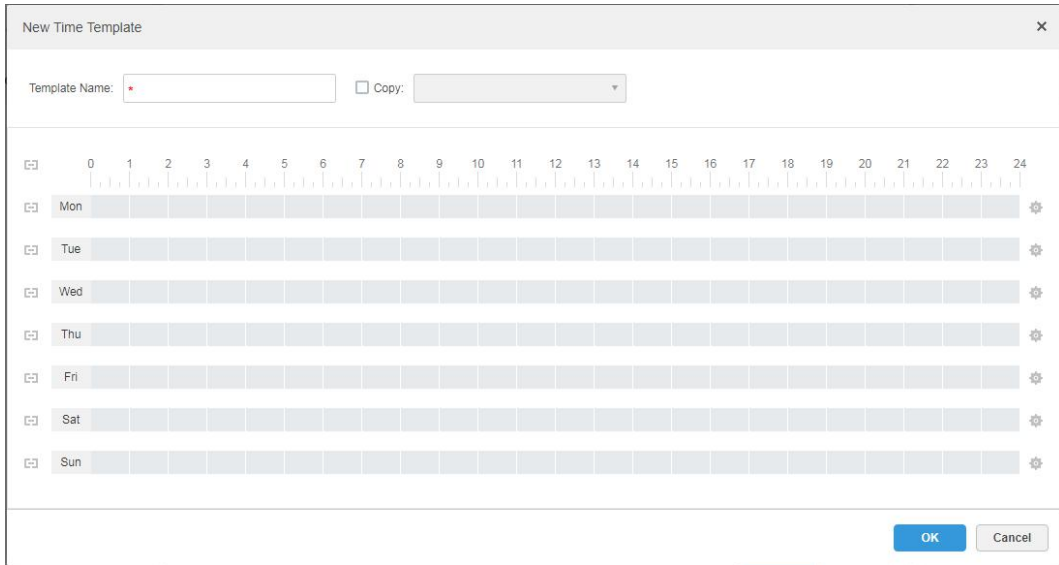 New Time Template
Template Name: * Copy:
0 1 2 3 4 5 6 7 8 9 10 11 12 13 14 15 16 17 18 19 20 21 22 23 24
Mon
Tue
Wed
Thu
Fri
Sat
Sun
OK Cancel